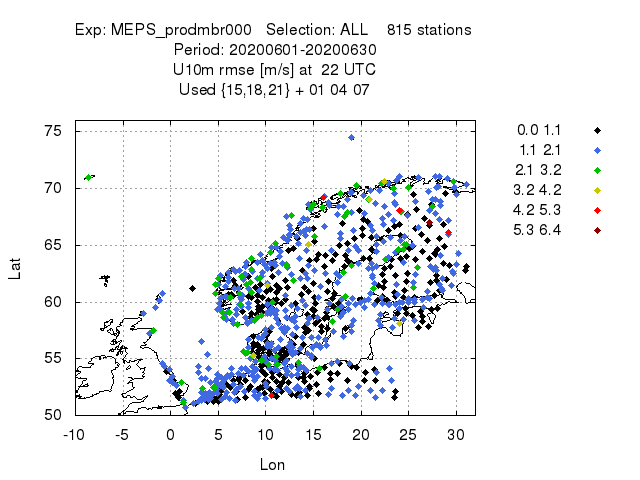 Exp: MEPS_prodmbr000 Selection: ALL 815 stations
Period: 20200601-20200630
U10m rmse [m/s] at 22 UTC
Used {15,18,21} + 01 04 07
0.0 1.1
1.1 2.1
2.1 3.2
3.2 4.2
4.2 5.3
5.3 6.4
75
70
65
60
55
50
Lat
-10 -5 0 5 10 15 20 25 30
Lon